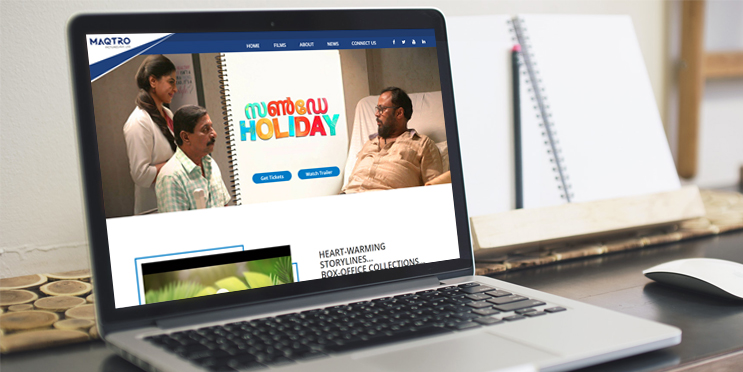 MAQTRO
HOME FILMS ABOUT NEWS CONNECT US
സൺഡേ
HOLIDAY
Get Tickets Watch Trailer
HEART-WARMING
STORYLINES...
BOX-OFFICE COLLECTIONS...